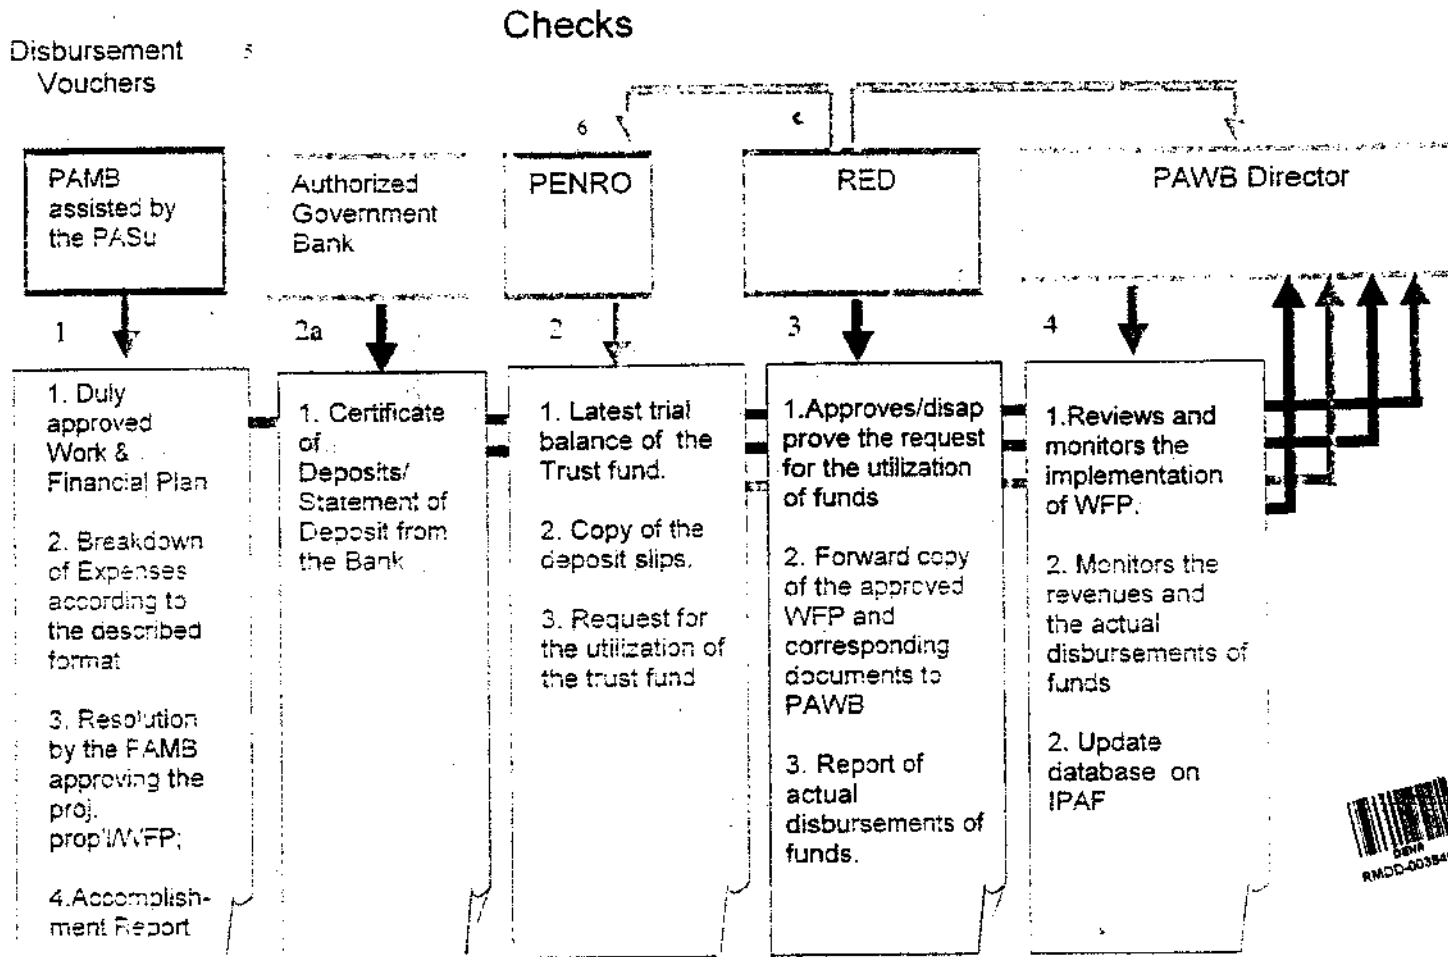 Checks
Disbursement
Vouchers
5
6
PAMB
assisted by
the PASu
Authorized
Government
Bank
PENRO
RED
PAWB Director
1
2a
2
3
4
1. Duly
approved
Work &
Financial Plan
2. Breakdown
of Expenses
according to
the described
format
3. Resolution
by the PAMB
approving the
proj.
prop'l/WFP;
4.Accomplish-
ment Report
1. Certificate
of
Deposits/
Statement of
Deposit from
the Bank
1. Latest trial
balance of the
Trust fund.
2. Copy of the
deposit slips.
3. Request for
the utilization of
the trust fund
1.Approves/disap
prove the request
for the utilization
of funds
2. Forward copy
of the approved
WFP and
corresponding
documents to
PAWB
3. Report of
actual
disbursements of
funds.
1.Reviews and
monitors the
implementation
of WFP.
2. Monitors the
revenues and
the actual
disbursements of
funds
2. Update
database on
IPAF
DENR